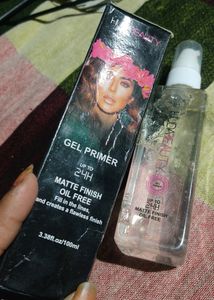 GEL PRIMER
UP TO
24H
MATTE FINISH
OIL FREE
Fill in the lines,
and creates a flawless finish
3.38fl.oz/100ml
UP TO
24H
MATTE FINISH
OIL FREE